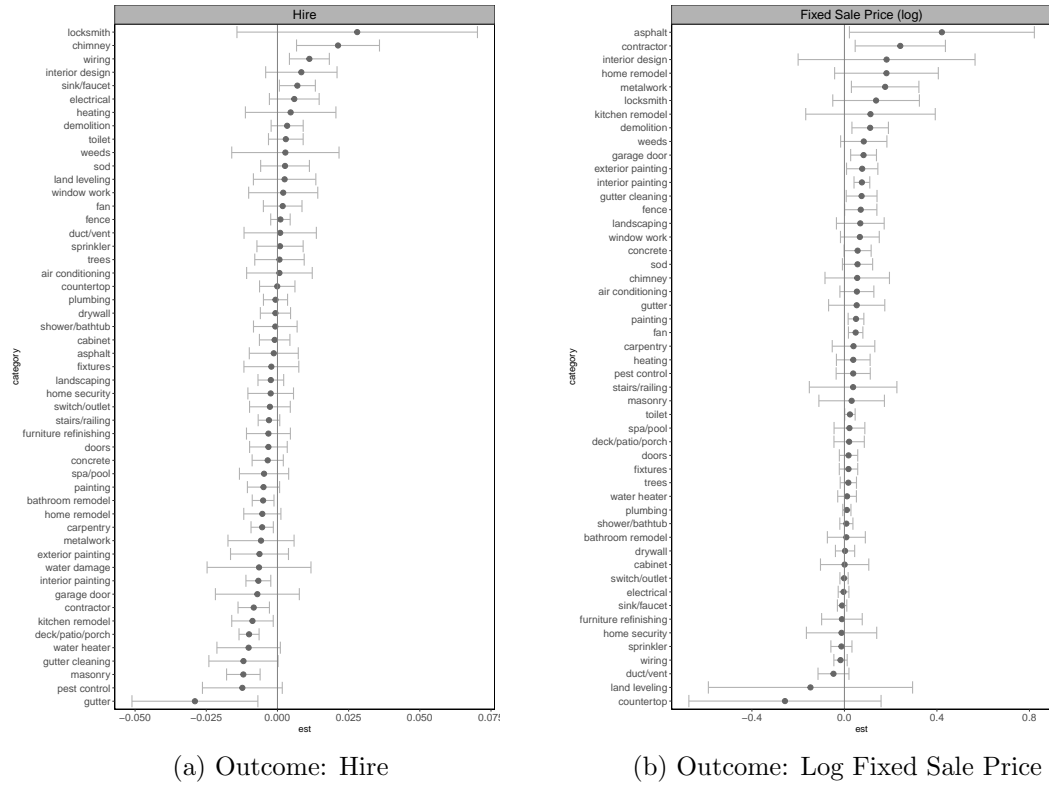 Hire
locksmith
chimney
wiring
interior design
sink/faucet
electrical
heating
demolition
toilet
weeds
sod
land leveling
window work
fan
fence
duct/vent
sprinkler
trees
air conditioning
countertop
plumbing
drywall
shower/bathtub
cabinet
asphalt
fixtures
landscaping
home security
switch/outlet
stairs/railing
furniture refinishing
doors
concrete
spa/pool
painting
bathroom remodel
home remodel
carpentry
metalwork
exterior painting
water damage
interior painting
garage door
contractor
kitchen remodel
deck/patio/porch
water heater
gutter cleaning
masonry
pest control
gutter
category
−0.050 −0.025 0.000 0.025 0.050 0.075
est
(a) Outcome: Hire
Fixed Sale Price (log)
asphalt
contractor
interior design
home remodel
metalwork
locksmith
kitchen remodel
demolition
weeds
garage door
exterior painting
interior painting
gutter cleaning
fence
landscaping
window work
concrete
sod
chimney
air conditioning
gutter
painting
fan
carpentry
heating
pest control
stairs/railing
masonry
toilet
spa/pool
deck/patio/porch
doors
fixtures
trees
water heater
plumbing
shower/bathtub
bathroom remodel
drywall
cabinet
switch/outlet
electrical
sink/faucet
furniture refinishing
home security
sprinkler
wiring
duct/vent
land leveling
countertop
category
−0.4 0.0 0.4 0.8
est
(b) Outcome: Log Fixed Sale Price